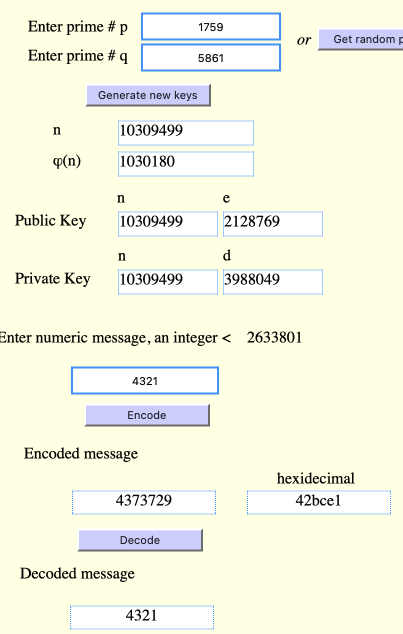 Enter prime # p 1759 or Get random p
Enter prime # q 5861
Generate new keys
n 10309499
φ(n) 1030180
n e
Public Key 10309499 2128769
n d
Private Key 10309499 3988049
Enter numeric message, an integer < 2633801
4321
Encode
Encoded message
hexidecimal
4373729 42bce1
Decode
Decoded message
4321